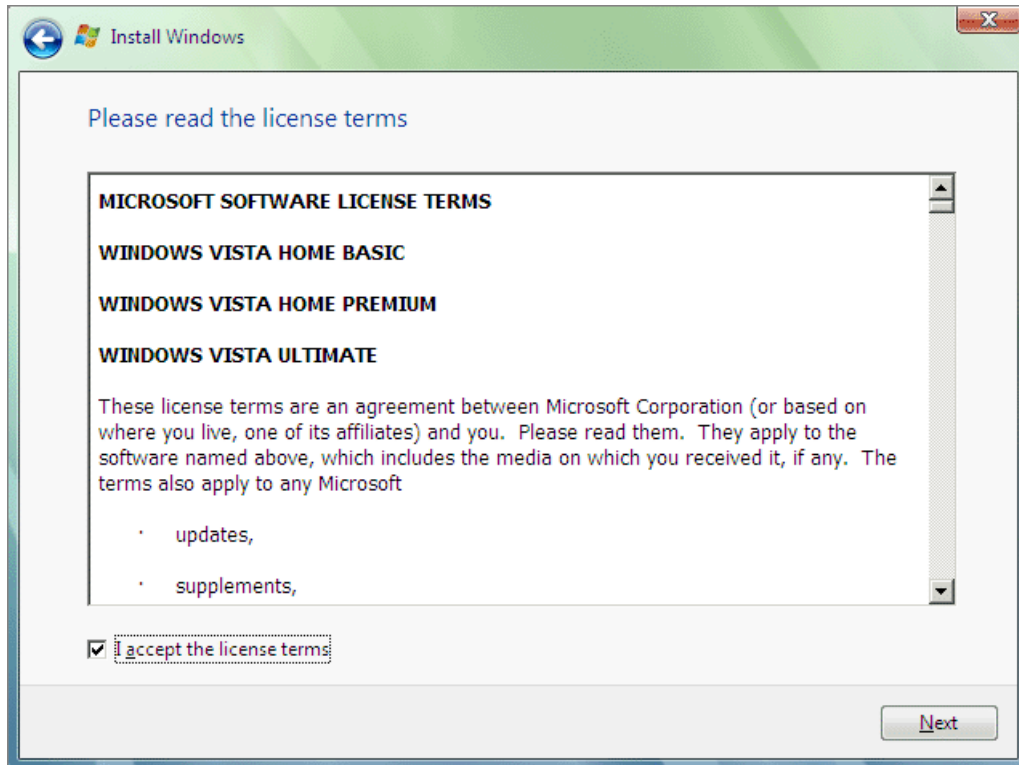 Install Windows
Please read the license terms
MICROSOFT SOFTWARE LICENSE TERMS
WINDOWS VISTA HOME BASIC
WINDOWS VISTA HOME PREMIUM
WINDOWS VISTA ULTIMATE
These license terms are an agreement between Microsoft Corporation (or based on
where you live, one of its affiliates) and you.  Please read them.  They apply to the
software named above, which includes the media on which you received it, if any.  The
terms also apply to any Microsoft
· updates,
· supplements,
I accept the license terms
Next